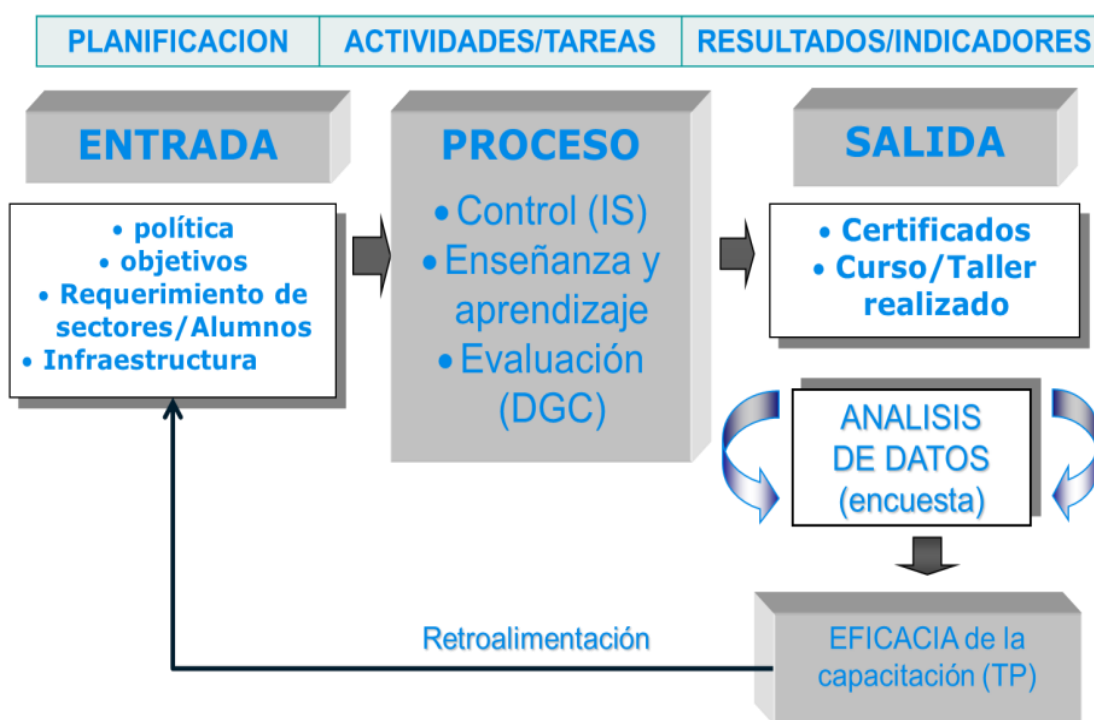 PLANIFICACION
ACTIVIDADES/TAREAS
RESULTADOS/INDICADORES
ENTRADA
• política
• objetivos
• Requerimiento de
sectores/Alumnos
• Infraestructura
PROCESO
• Control (IS)
• Enseñanza y
aprendizaje
• Evaluación
(DGC)
SALIDA
• Certificados
• Curso/Taller
realizado
ANALISIS
DE DATOS
(encuesta)
EFICACIA de la
capacitación (TP)
Retroalimentación